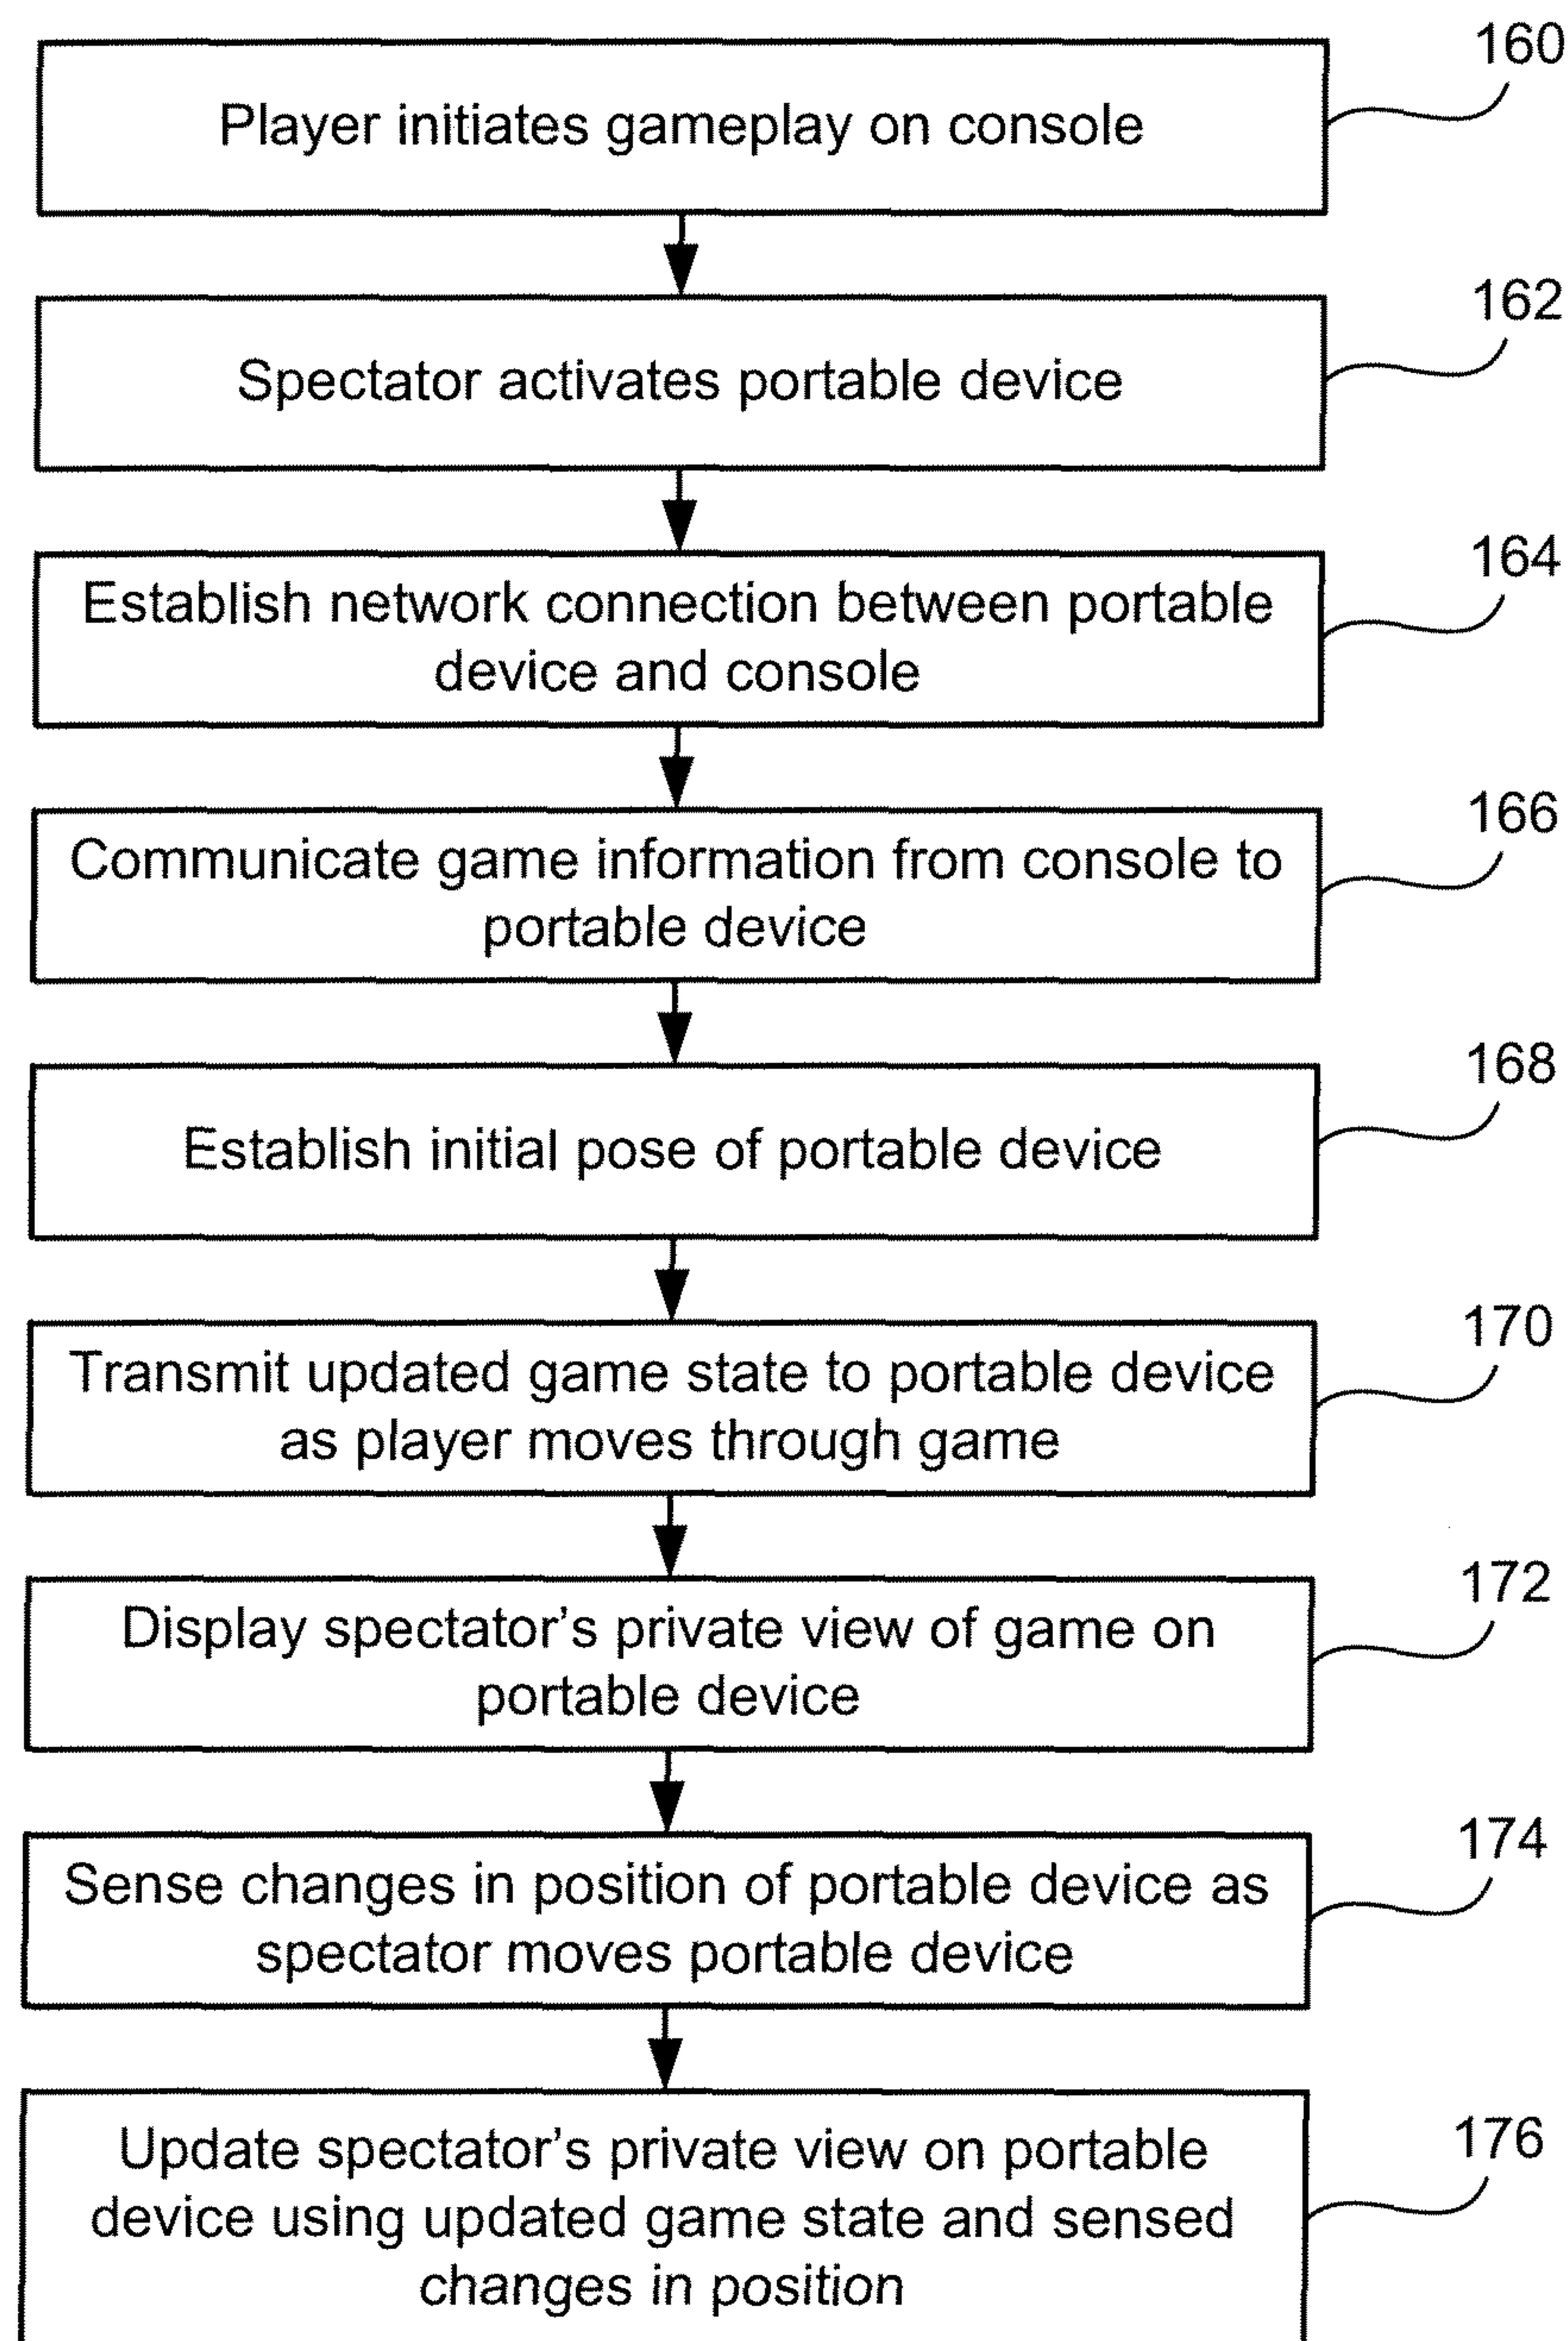 160
Player initiates gameplay on console
162
Spectator activates portable device
164
Establish network connection between portable
device and console
166
Communicate game information from console to
portable device
168
Establish initial pose of portable device
170
Transmit updated game state to portable device
as player moves through game
172
Display spectator’s private view of game on
portable device
174
Sense changes in position of portable device as
spectator moves portable device
176
Update spectator’s private view on portable
device using updated game state and sensed
changes in position